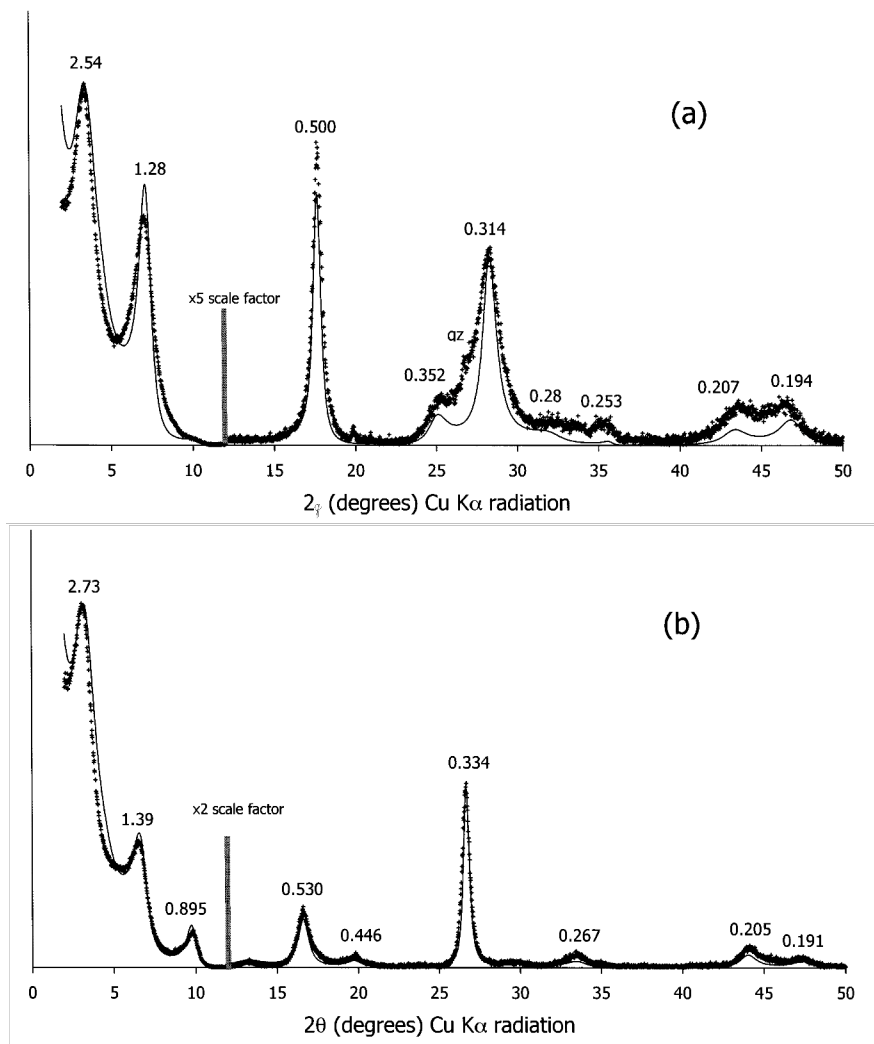 2.54
(a)
0.500
1.28
0.314
x5 scale factor
qz
0.352
0.28
0.253
0.207
0.194
0 5 10 15 20 25 30 35 40 45 50
2 (degrees) Cu Kα radiation
2.73
(b)
0.334
x2 scale factor
1.39
0.895
0.530
0.446
0.267
0.205
0.191
0 5 10 15 20 25 30 35 40 45 50
2θ (degrees) Cu Kα radiation